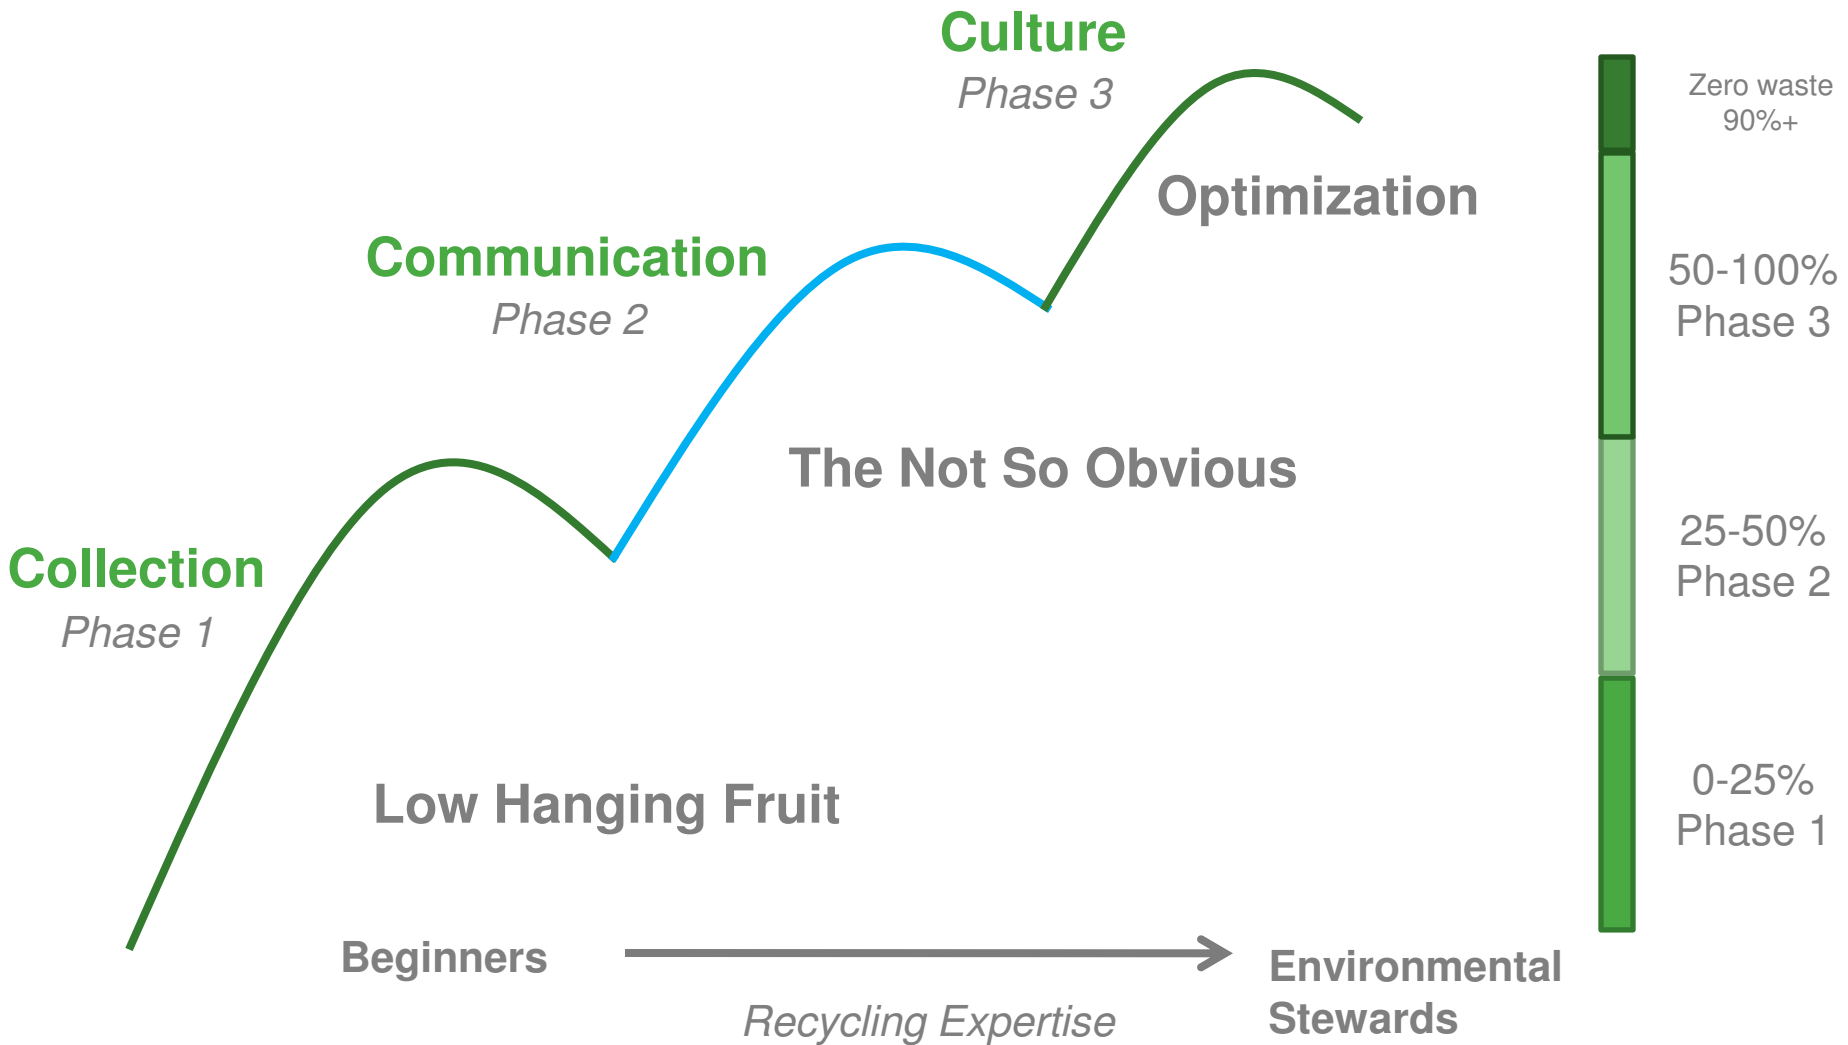 Culture
Phase 3
Zero waste
90%+
Optimization
Communication
Phase 2
50-100%
Phase 3
The Not So Obvious
Collection
Phase 1
25-50%
Phase 2
Low Hanging Fruit
0-25%
Phase 1
Beginners
Environmental
Stewards
Recycling Expertise